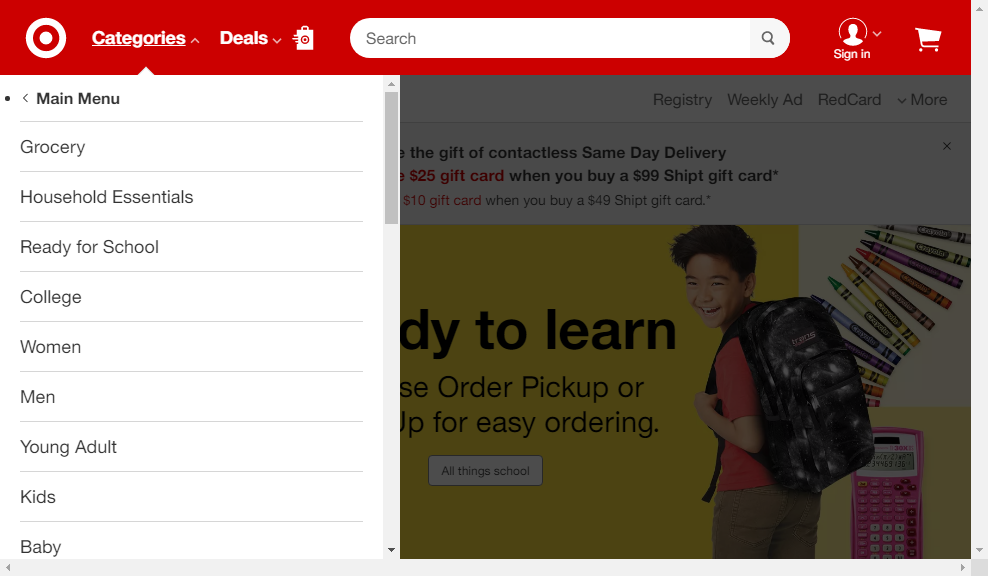 Categories
Deals
Search
Sign in
Main Menu
Grocery
Household Essentials
Ready for School
College
Women
Men
Young Adult
Kids
Baby
Registry
Weekly Ad
RedCard
More
e the gift of contactless Same Day Delivery
e $25 gift card when you buy a $99 Shipt gift card*
$10 gift card when you buy a $49 Shipt gift card.*
dy to learn
se Order Pickup or
Up for easy ordering.
All things school
trans
Crayola